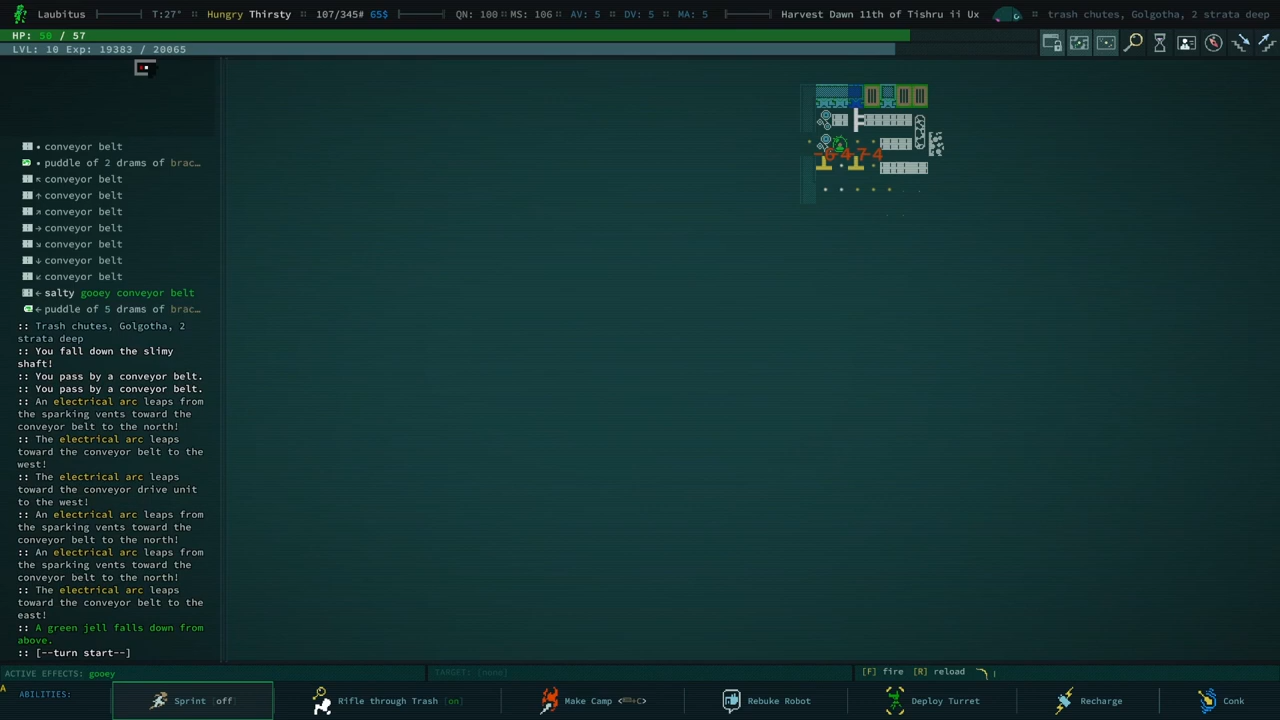 Laubitus T:27° Hungry Thirsty 107/345# 65$ QN: 100 MS: 106 AV: 5 DV: 5 MA: 5 Harvest Dawn 11th of Tishru ii Ux trash chutes, Golgotha, 2 strata deep
HP: 50 / 57
LVL: 10 Exp: 19383 / 20065
conveyor belt
puddle of 2 drams of brac…
conveyor belt
conveyor belt
conveyor belt
conveyor belt
conveyor belt
conveyor belt
conveyor belt
salty gooey conveyor belt
puddle of 5 drams of brac…
:: Trash chutes, Golgotha, 2
strata deep
:: You fall down the slimy
shaft!
:: You pass by a conveyor belt.
:: You pass by a conveyor belt.
:: An electrical arc leaps from
the sparking vents toward the
conveyor belt to the north!
:: The electrical arc leaps
toward the conveyor belt to the
west!
:: The electrical arc leaps
toward the conveyor drive unit
to the west!
:: An electrical arc leaps from
the sparking vents toward the
conveyor belt to the north!
:: An electrical arc leaps from
the sparking vents toward the
conveyor belt to the north!
:: The electrical arc leaps
toward the conveyor belt to the
east!
:: A green jell falls down from
above.
:: [--turn start--]
ACTIVE EFFECTS: gooey
TARGET: [none]
[F] fire [R] reload
ABILITIES:
Sprint [off]
Rifle through Trash [on]
Make Camp
Rebuke Robot
Deploy Turret
Recharge
Conk